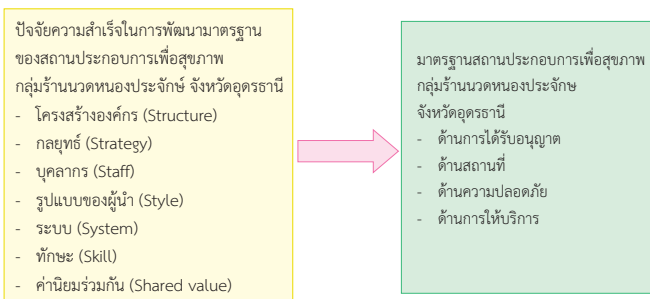 ปัจจัยความสำเร็จในการพัฒนามาตรฐาน
ของสถานประกอบการเพื่อสุขภาพ
กลุ่มร้านนวดหนองประจักษ์ จังหวัดอุดรธานี
- โครงสร้างองค์กร (Structure)
- กลยุทธ์ (Strategy)
- บุคลากร (Staff)
- รูปแบบของผู้นำ (Style)
- ระบบ (System)
- ทักษะ (Skill)
- ค่านิยมร่วมกัน (Shared value)
มาตรฐานสถานประกอบการเพื่อสุขภาพ
กลุ่มร้านนวดหนองประจักษ
จังหวัดอุดรธานี
- ด้านการได้รับอนุญาต
- ด้านสถานที่
- ด้านความปลอดภัย
- ด้านการให้บริการ